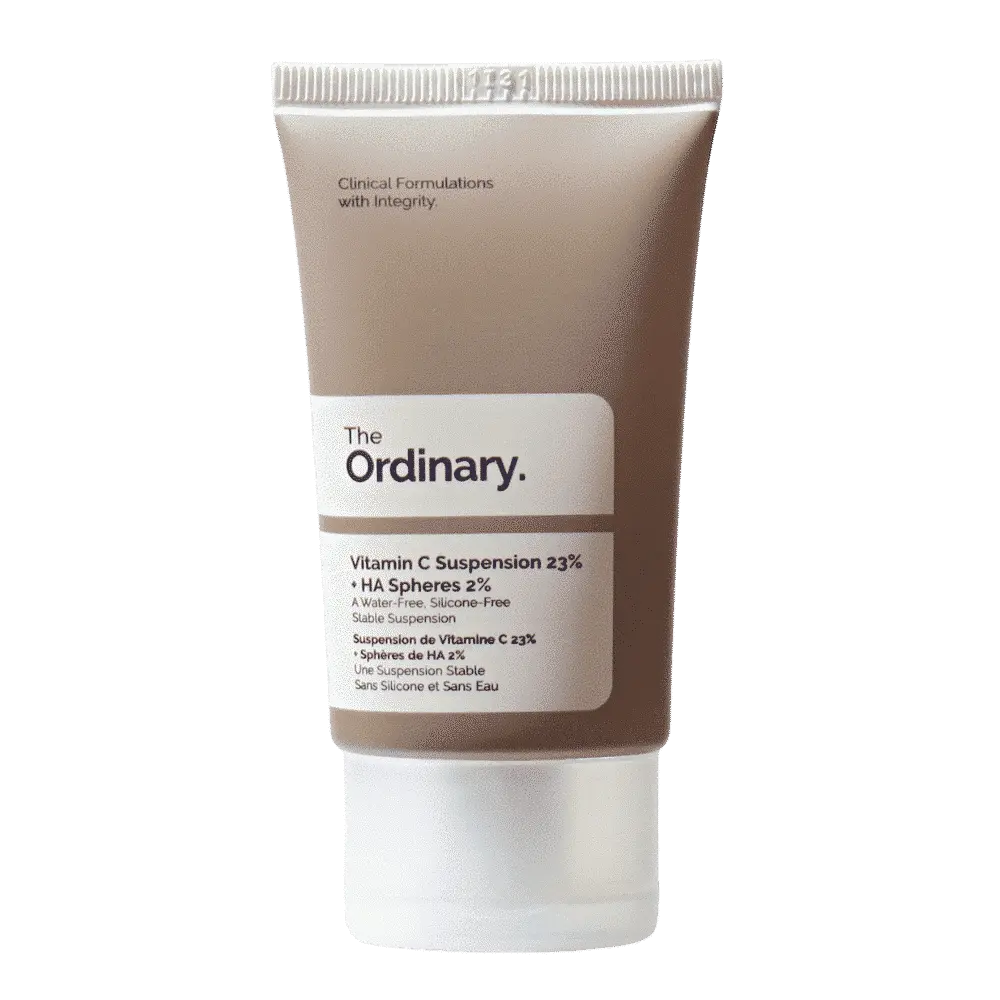 Clinical Formulations
with Integrity.
The
Ordinary.
Vitamin C Suspension 23%
+ HA Spheres 2%
A Water-Free, Silicone-Free
Stable Suspension
Suspension de Vitamine C 23%
+ Sphères de HA 2%
Une Suspension Stable
Sans Silicone et Sans Eau